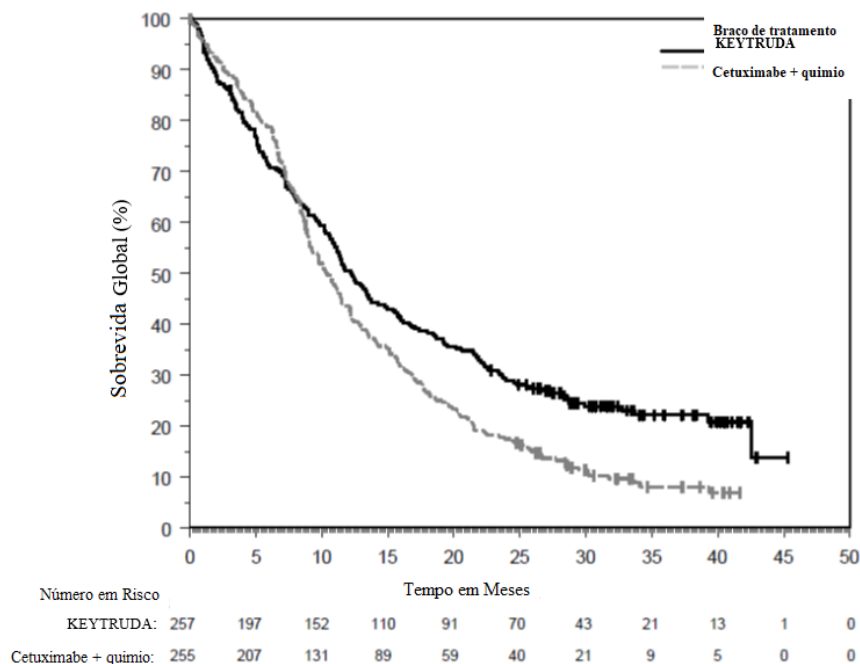 Braço de tratamento
KEYTRUDA
Cetuximabe + quimio
100
90
80
70
60
50
40
30
20
10
0
Sobrevida Global (%)
0 5 10 15 20 25 30 35 40 45 50
Tempo em Meses
Número em Risco
KEYTRUDA: 257 197 152 110 91 70 43 21 13 1 0
Cetuximabe + quimio: 255 207 131 89 59 40 21 9 5 0 0